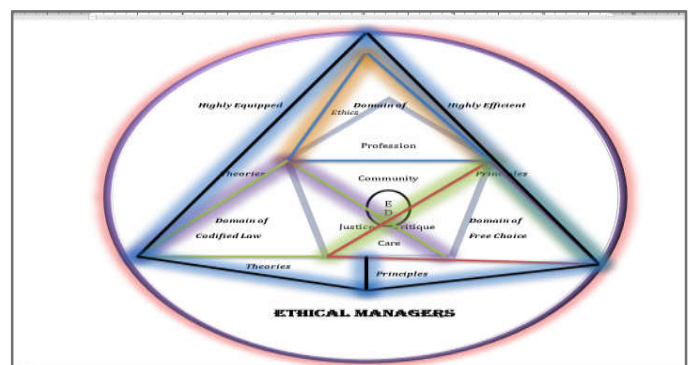 Highly Equipped
Domain of
Highly Efficient
Ethics
Profession
Theories
Community
Principles
E
D
Domain of
Codified Law
Justice
Critique
Domain of
Free Choice
Care
Theories
Principles
ETHICAL MANAGERS